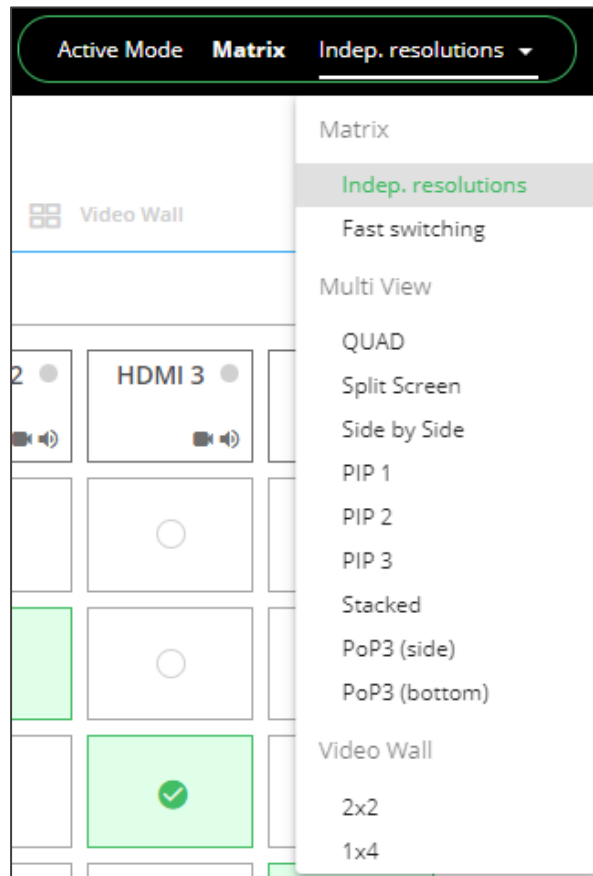 Active Mode Matrix Indep. resolutions
Matrix
Indep. resolutions
Fast switching
Multi View
QUAD
Split Screen
Side by Side
PIP 1
PIP 2
PIP 3
Stacked
PoP3 (side)
PoP3 (bottom)
Video Wall
2x2
1x4
Video Wall
2
HDMI 3